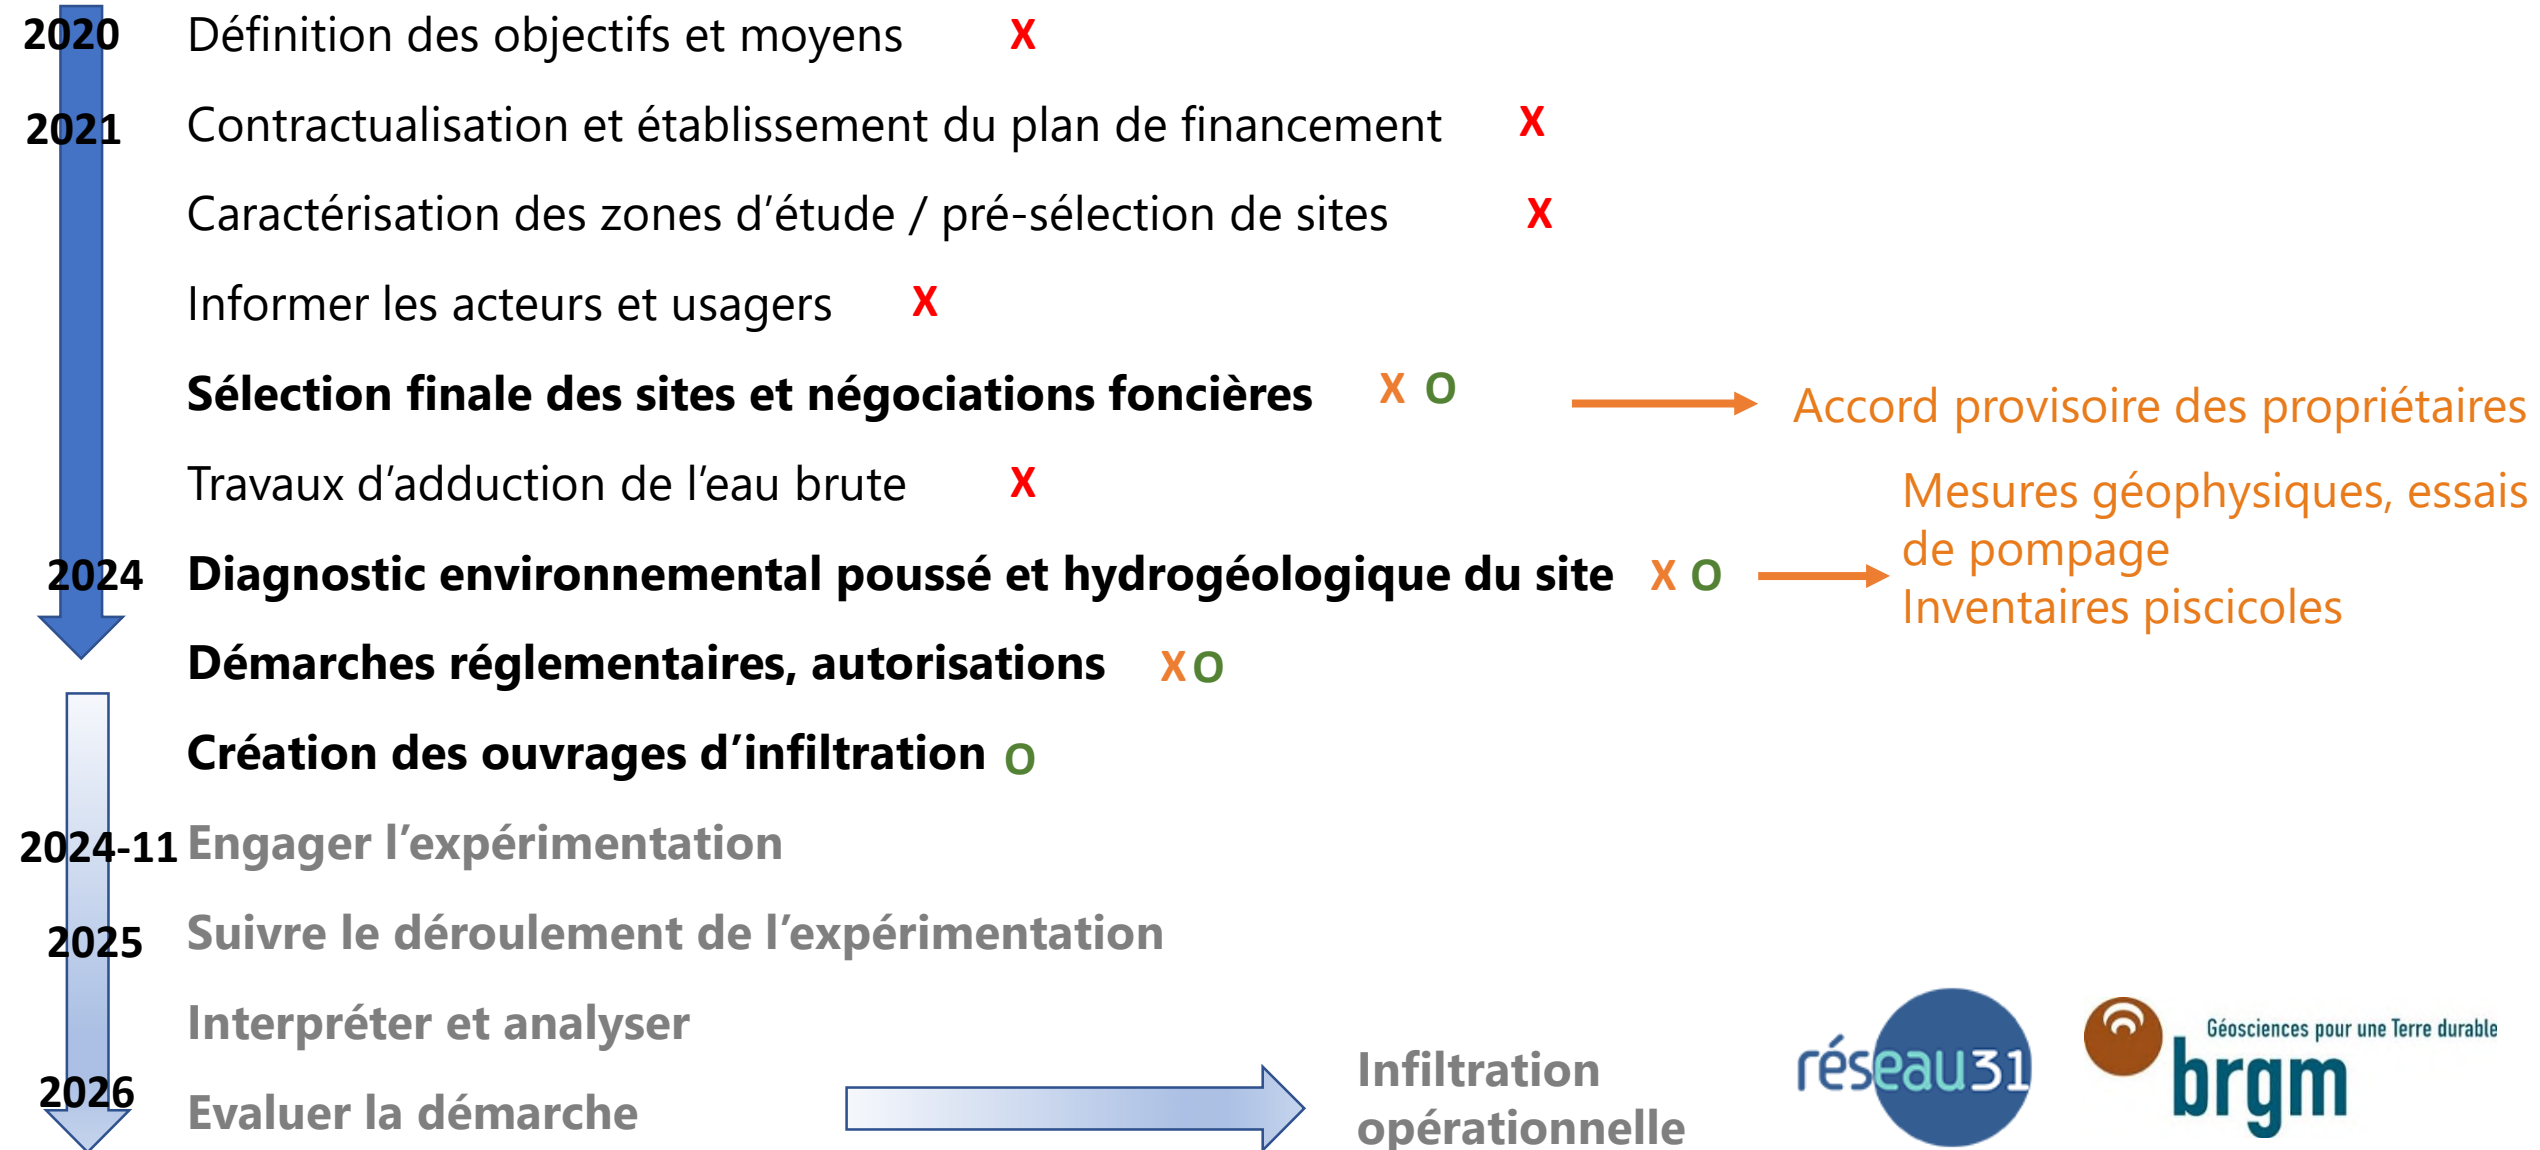 2020 Définition des objectifs et moyens X
2021 Contractualisation et établissement du plan de financement X
Caractérisation des zones d’étude / pré-sélection de sites X
Informer les acteurs et usagers X
Sélection finale des sites et négociations foncières X O Accord provisoire des propriétaires
Travaux d’adduction de l’eau brute X
Mesures géophysiques, essais
de pompage
Inventaires piscicoles
2024 Diagnostic environnemental poussé et hydrogéologique du site X O
Démarches réglementaires, autorisations X O
Création des ouvrages d’infiltration O
2024-11 Engager l’expérimentation
2025 Suivre le déroulement de l’expérimentation
Interpréter et analyser
2026 Evaluer la démarche
Infiltration
opérationnelle
réseau31
Géosciences pour une Terre durable
brgm